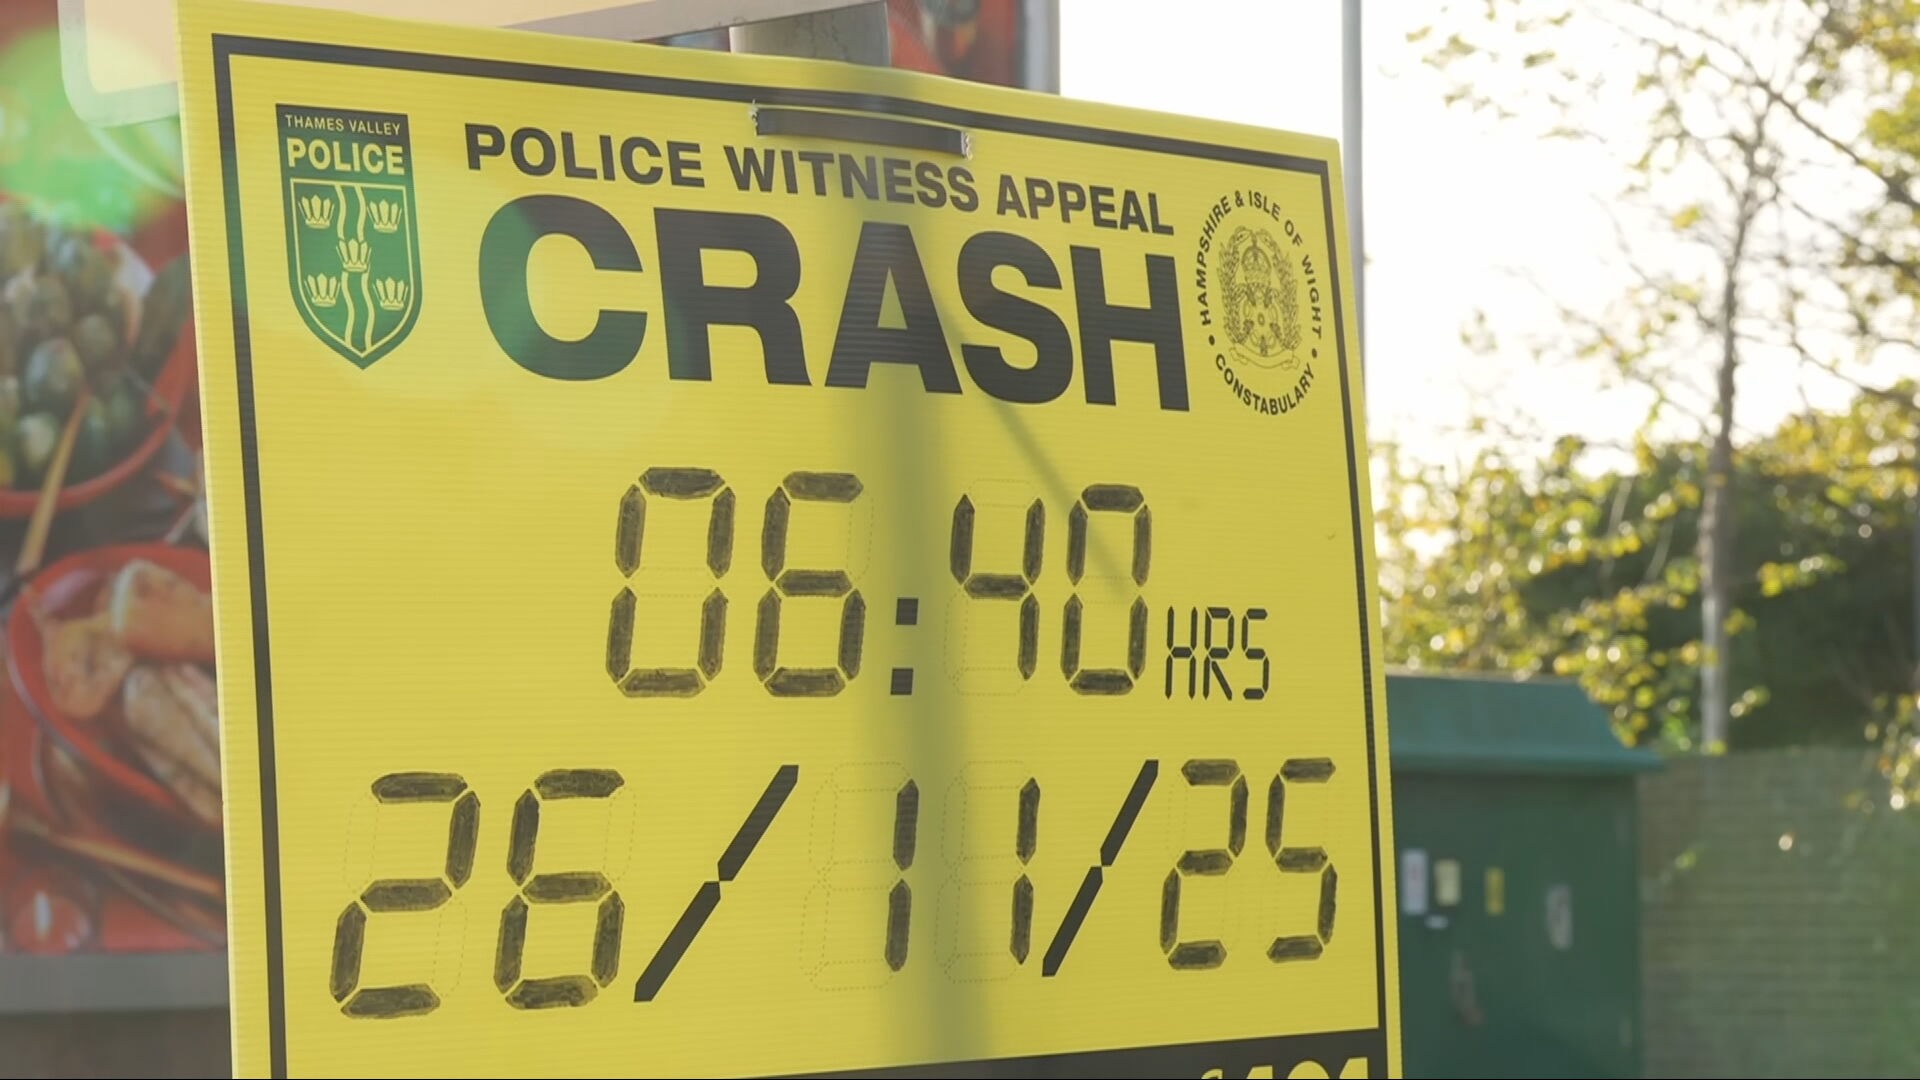 THAMES VALLEY
POLICE
POLICE WITNESS APPEAL
CRASH
HAMPSHIRE & ISLE OF WIGHT
• CONSTABULARY •
06:40 HRS
26/11/25